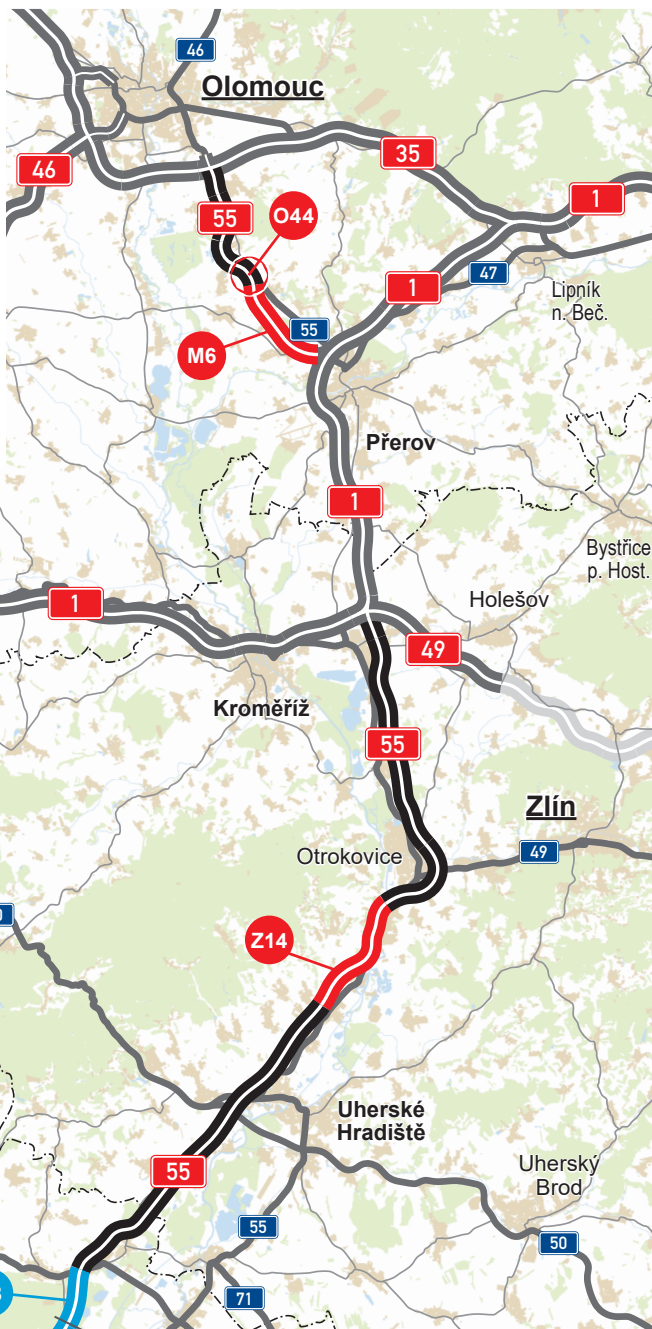 46
Olomouc
46
35
1
55
O44
47
1
Lipník
n. Beč.
55
M6
Přerov
1
Bystřice
p. Host.
1
Holešov
49
Kroměříž
55
Zlín
Otrokovice
49
Z14
Uherské
Hradiště
55
Uherský
Brod
55
50
71